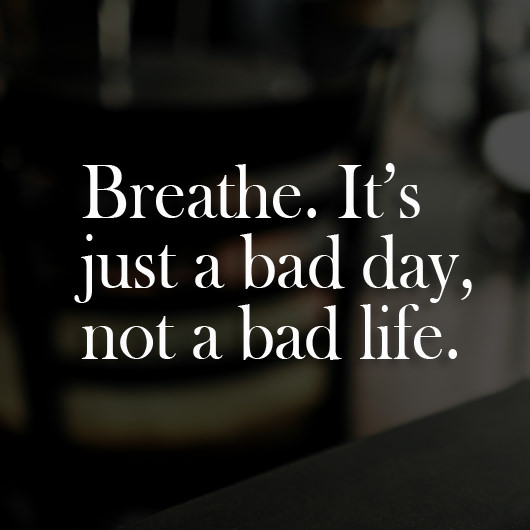 Breathe. It’s
just a bad day,
not a bad life.